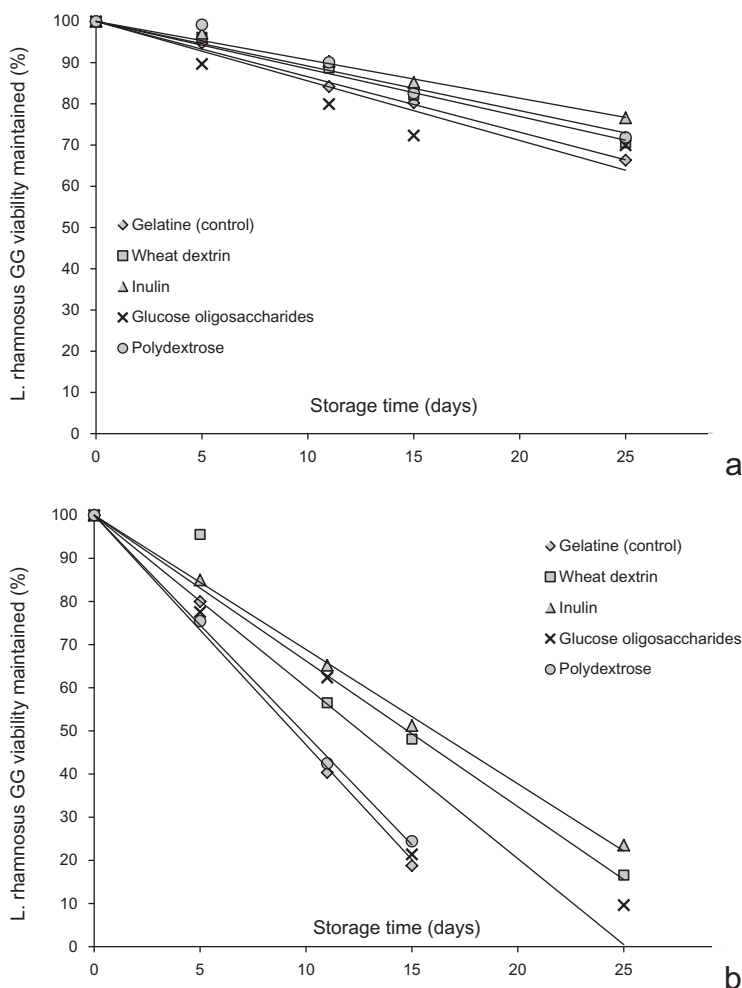 L. rhamnosus GG viability maintained (%)
100
90
80
70
60
50
40
30
20
10
0
Gelatine (control)
Wheat dextrin
Inulin
Glucose oligosaccharides
Polydextrose
Storage time (days)
0 5 10 15 20 25
a
L. rhamnosus GG viability maintained (%)
100
90
80
70
60
50
40
30
20
10
0
Gelatine (control)
Wheat dextrin
Inulin
Glucose oligosaccharides
Polydextrose
Storage time (days)
0 5 10 15 20 25
b